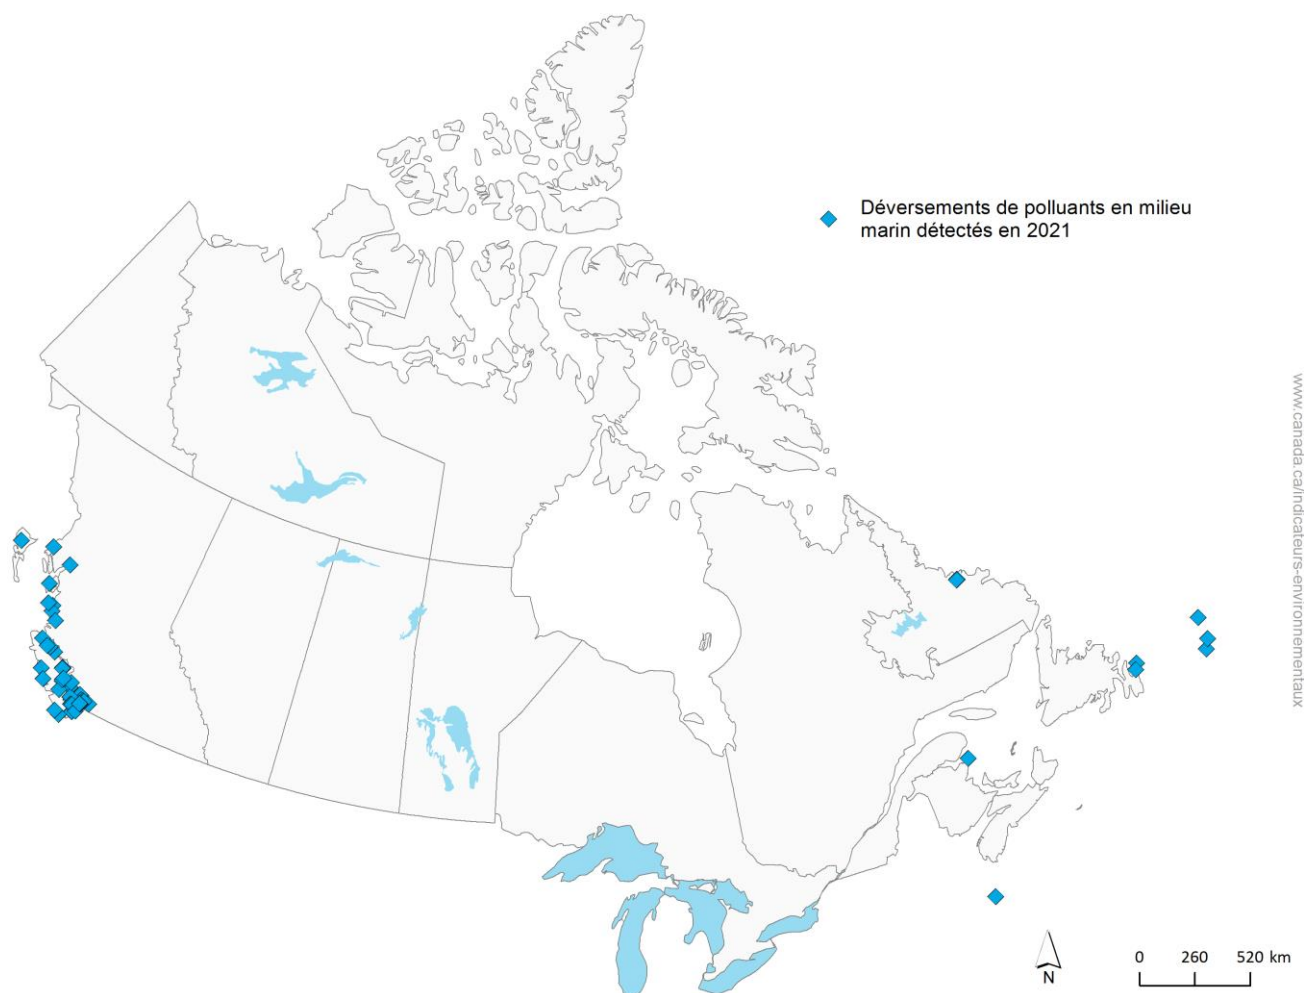 Déversements de polluants en milieu
marin détectés en 2021
www.canada.ca/indicateurs-environnementaux
N
0 260 520 km